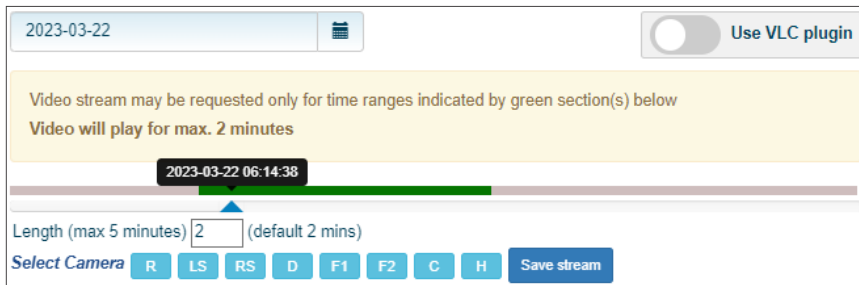 2023-03-22
Use VLC plugin
Video stream may be requested only for time ranges indicated by green section(s) below
Video will play for max. 2 minutes
2023-03-22 06:14:38
Length (max 5 minutes) 2 (default 2 mins)
Select Camera R LS RS D F1 F2 C H Save stream